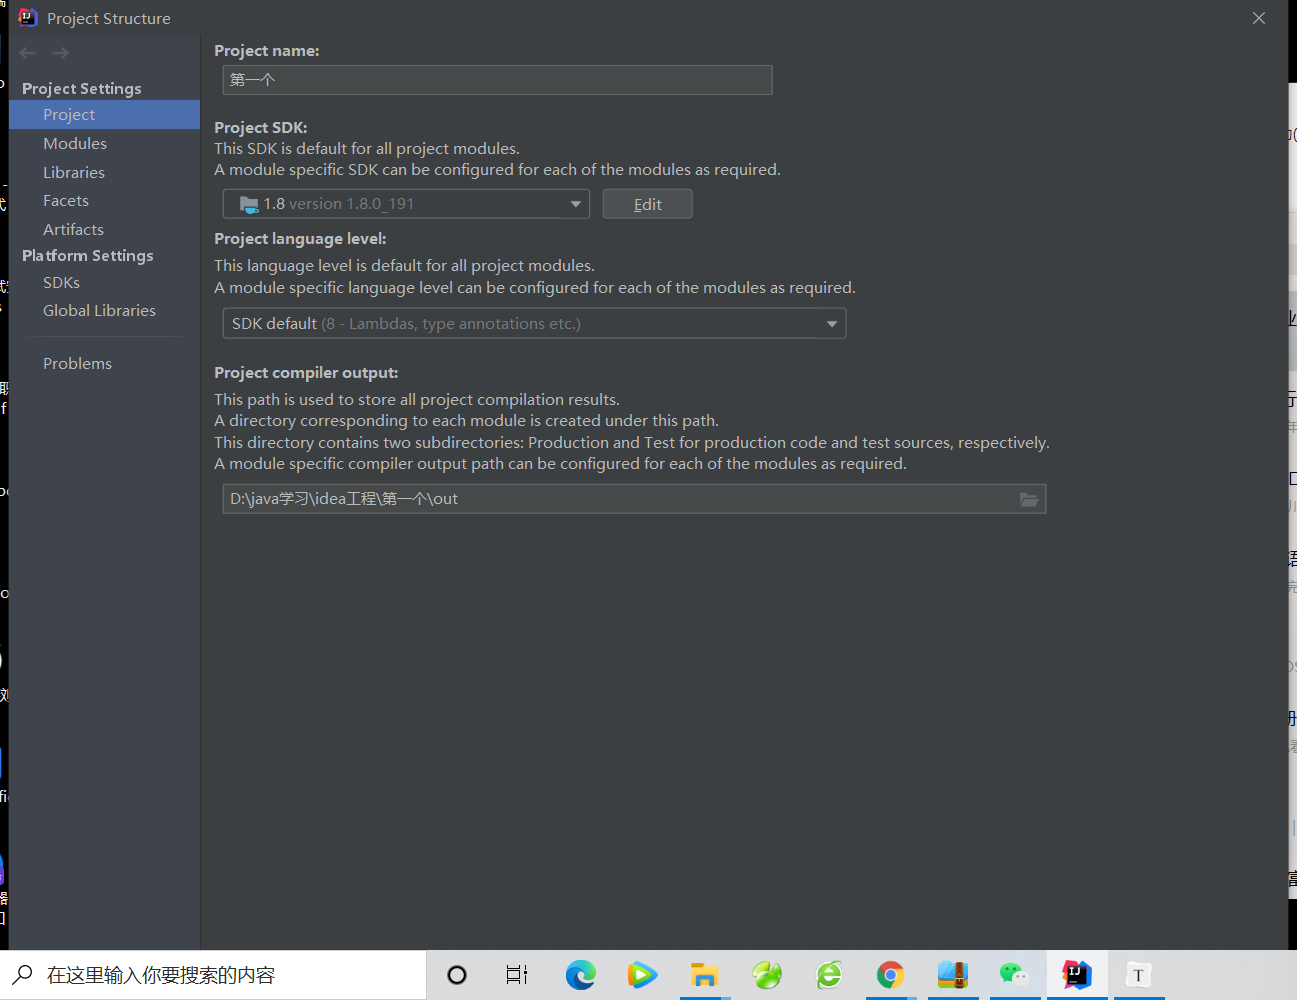 Project Structure
Project Settings
Project
Modules
Libraries
Facets
Artifacts
Platform Settings
SDKs
Global Libraries
Problems
Project name:
第一个
Project SDK:
This SDK is default for all project modules.
A module specific SDK can be configured for each of the modules as required.
1.8 version 1.8.0_191
Edit
Project language level:
This language level is default for all project modules.
A module specific language level can be configured for each of the modules as required.
SDK default (8 - Lambdas, type annotations etc.)
Project compiler output:
This path is used to store all project compilation results.
A directory corresponding to each module is created under this path.
This directory contains two subdirectories: Production and Test for production code and test sources, respectively.
A module specific compiler output path can be configured for each of the modules as required.
D:\java学习\idea工程\第一个\out
在这里输入你要搜索的内容